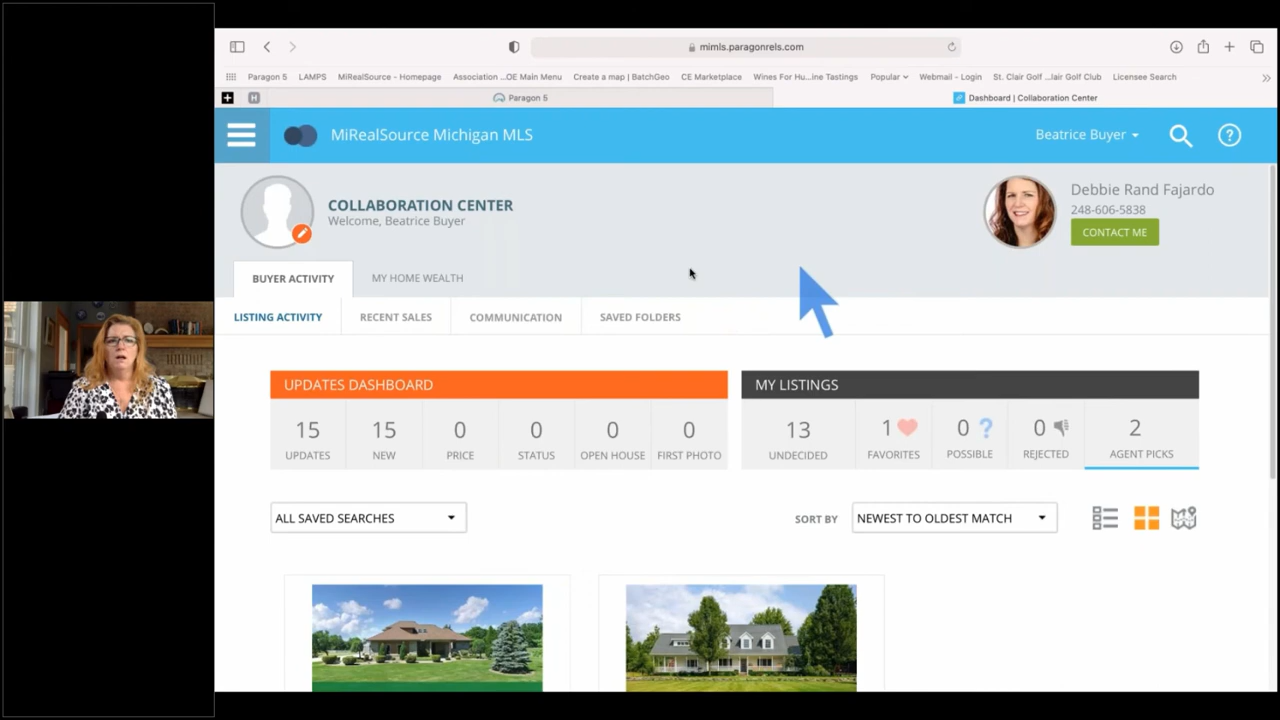 mimls.paragonrels.com
Paragon 5
LAMPS
MiRealSource - Homepage
Association ...OE Main Menu
Create a map | BatchGeo
CE Marketplace
Wines For Hu...ine Tastings
Popular
Webmail - Login
St. Clair Golf ...lair Golf Club
Licensee Search
H
Paragon 5
Dashboard | Collaboration Center
MiRealSource Michigan MLS
Beatrice Buyer
?
COLLABORATION CENTER
Welcome, Beatrice Buyer
Debbie Rand Fajardo
248-606-5838
CONTACT ME
BUYER ACTIVITY
MY HOME WEALTH
LISTING ACTIVITY
RECENT SALES
COMMUNICATION
SAVED FOLDERS
UPDATES DASHBOARD
15
UPDATES
15
NEW
0
PRICE
0
STATUS
0
OPEN HOUSE
0
FIRST PHOTO
MY LISTINGS
13
UNDECIDED
1
FAVORITES
0 ?
POSSIBLE
0
REJECTED
2
AGENT PICKS
ALL SAVED SEARCHES
SORT BY
NEWEST TO OLDEST MATCH